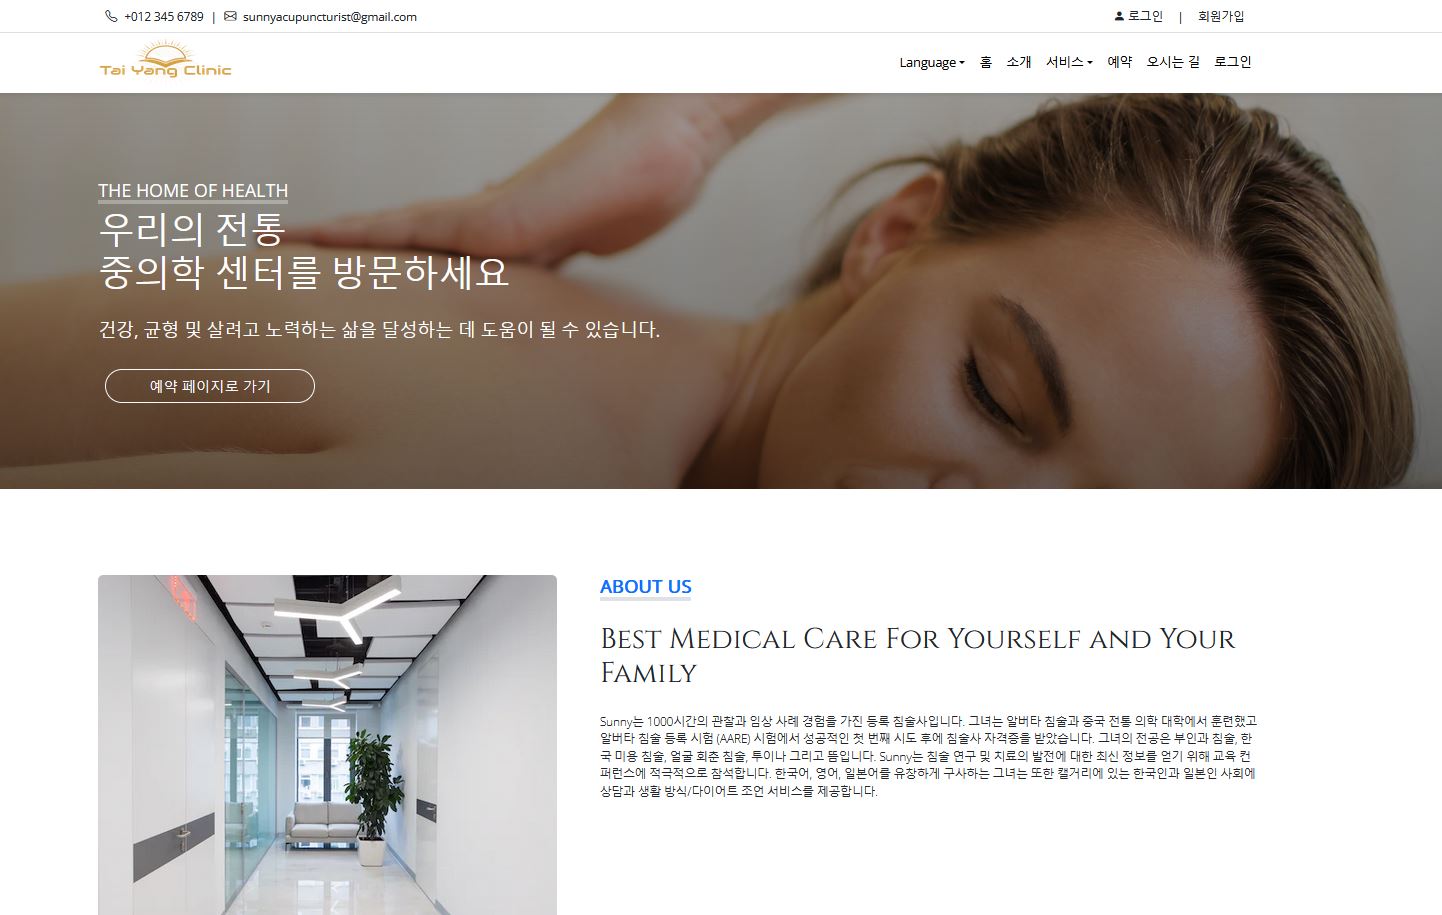 +012 345 6789 | sunnyacupuncturist@gmail.com
로그인 | 회원가입
Tai Yang Clinic
Language 홈 소개 서비스 예약 오시는 길 로그인
THE HOME OF HEALTH
우리의 전통
중의학 센터를 방문하세요
건강, 균형 및 살려고 노력하는 삶을 달성하는 데 도움이 될 수 있습니다.
예약 페이지로 가기
ABOUT US
Best Medical Care For Yourself and Your
Family
Sunny는 1000시간의 관찰과 임상 사례 경험을 가진 등록 침술사입니다. 그녀는 알버타 침술과 중국 전통 의학 대학에서 훈련했고
알버타 침술 등록 시험 (AARE) 시험에서 성공적인 첫 번째 시도 후에 침술사 자격증을 받았습니다. 그녀의 전공은 부인과 침술, 한
국 미용 침술, 얼굴 회춘 침술, 투이나 그리고 뜸입니다. Sunny는 침술 연구 및 치료의 발전에 대한 최신 정보를 얻기 위해 교육 컨
퍼런스에 적극적으로 참석합니다. 한국어, 영어, 일본어를 유창하게 구사하는 그녀는 또한 캘거리에 있는 한국인과 일본인 사회에
상담과 생활 방식/다이어트 조언 서비스를 제공합니다.